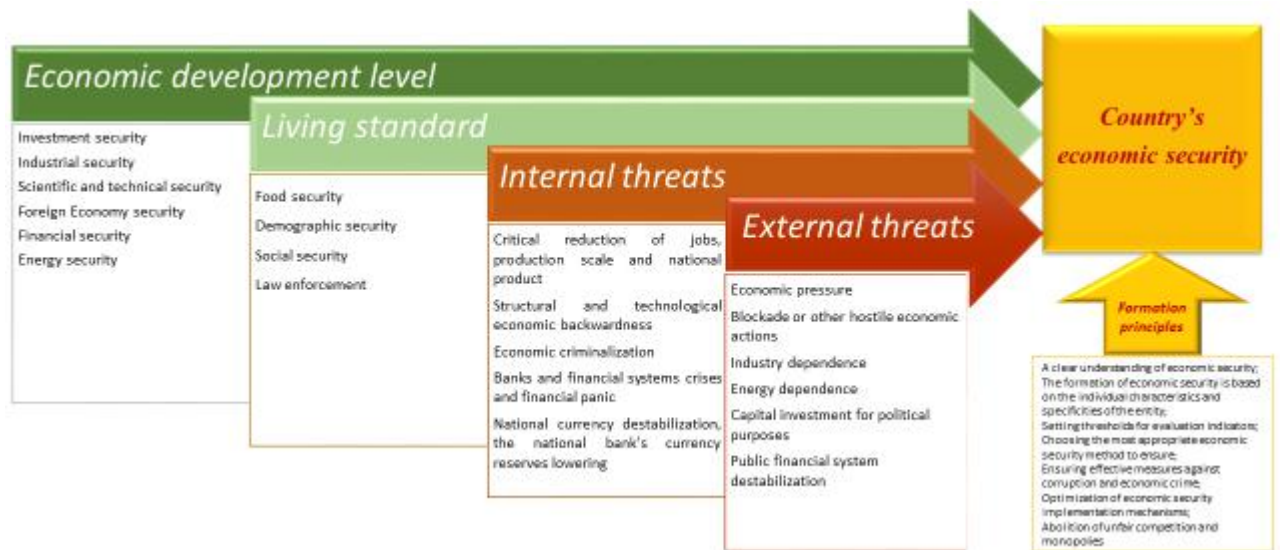 Economic development level
Investment security
Industrial security
Scientific and technical security
Foreign Economy security
Financial security
Energy security
Living standard
Food security
Demographic security
Social security
Law enforcement
Internal threats
Critical reduction of jobs,
production scale and national
product
Structural and technological
economic backwardness
Economic criminalization
Banks and financial systems crises
and financial panic
National currency destabilization,
the national bank's currency
reserves lowering
External threats
Economic pressure
Blockade or other hostile economic
actions
Industry dependence
Energy dependence
Capital investment for political
purposes
Public financial system
destabilization
Country's
economic security
Formation
principles
A clear understanding of economic security;
The formation of economic security is based
on the individual characteristics and
specificities of the entity;
Setting thresholds for evaluation indicators;
Choosing the most appropriate economic
security method to ensure;
Ensuring effective measures against
corruption and economic crime;
Optimization of economic security
implementation mechanisms;
Abolition of unfair competition and
monopolies